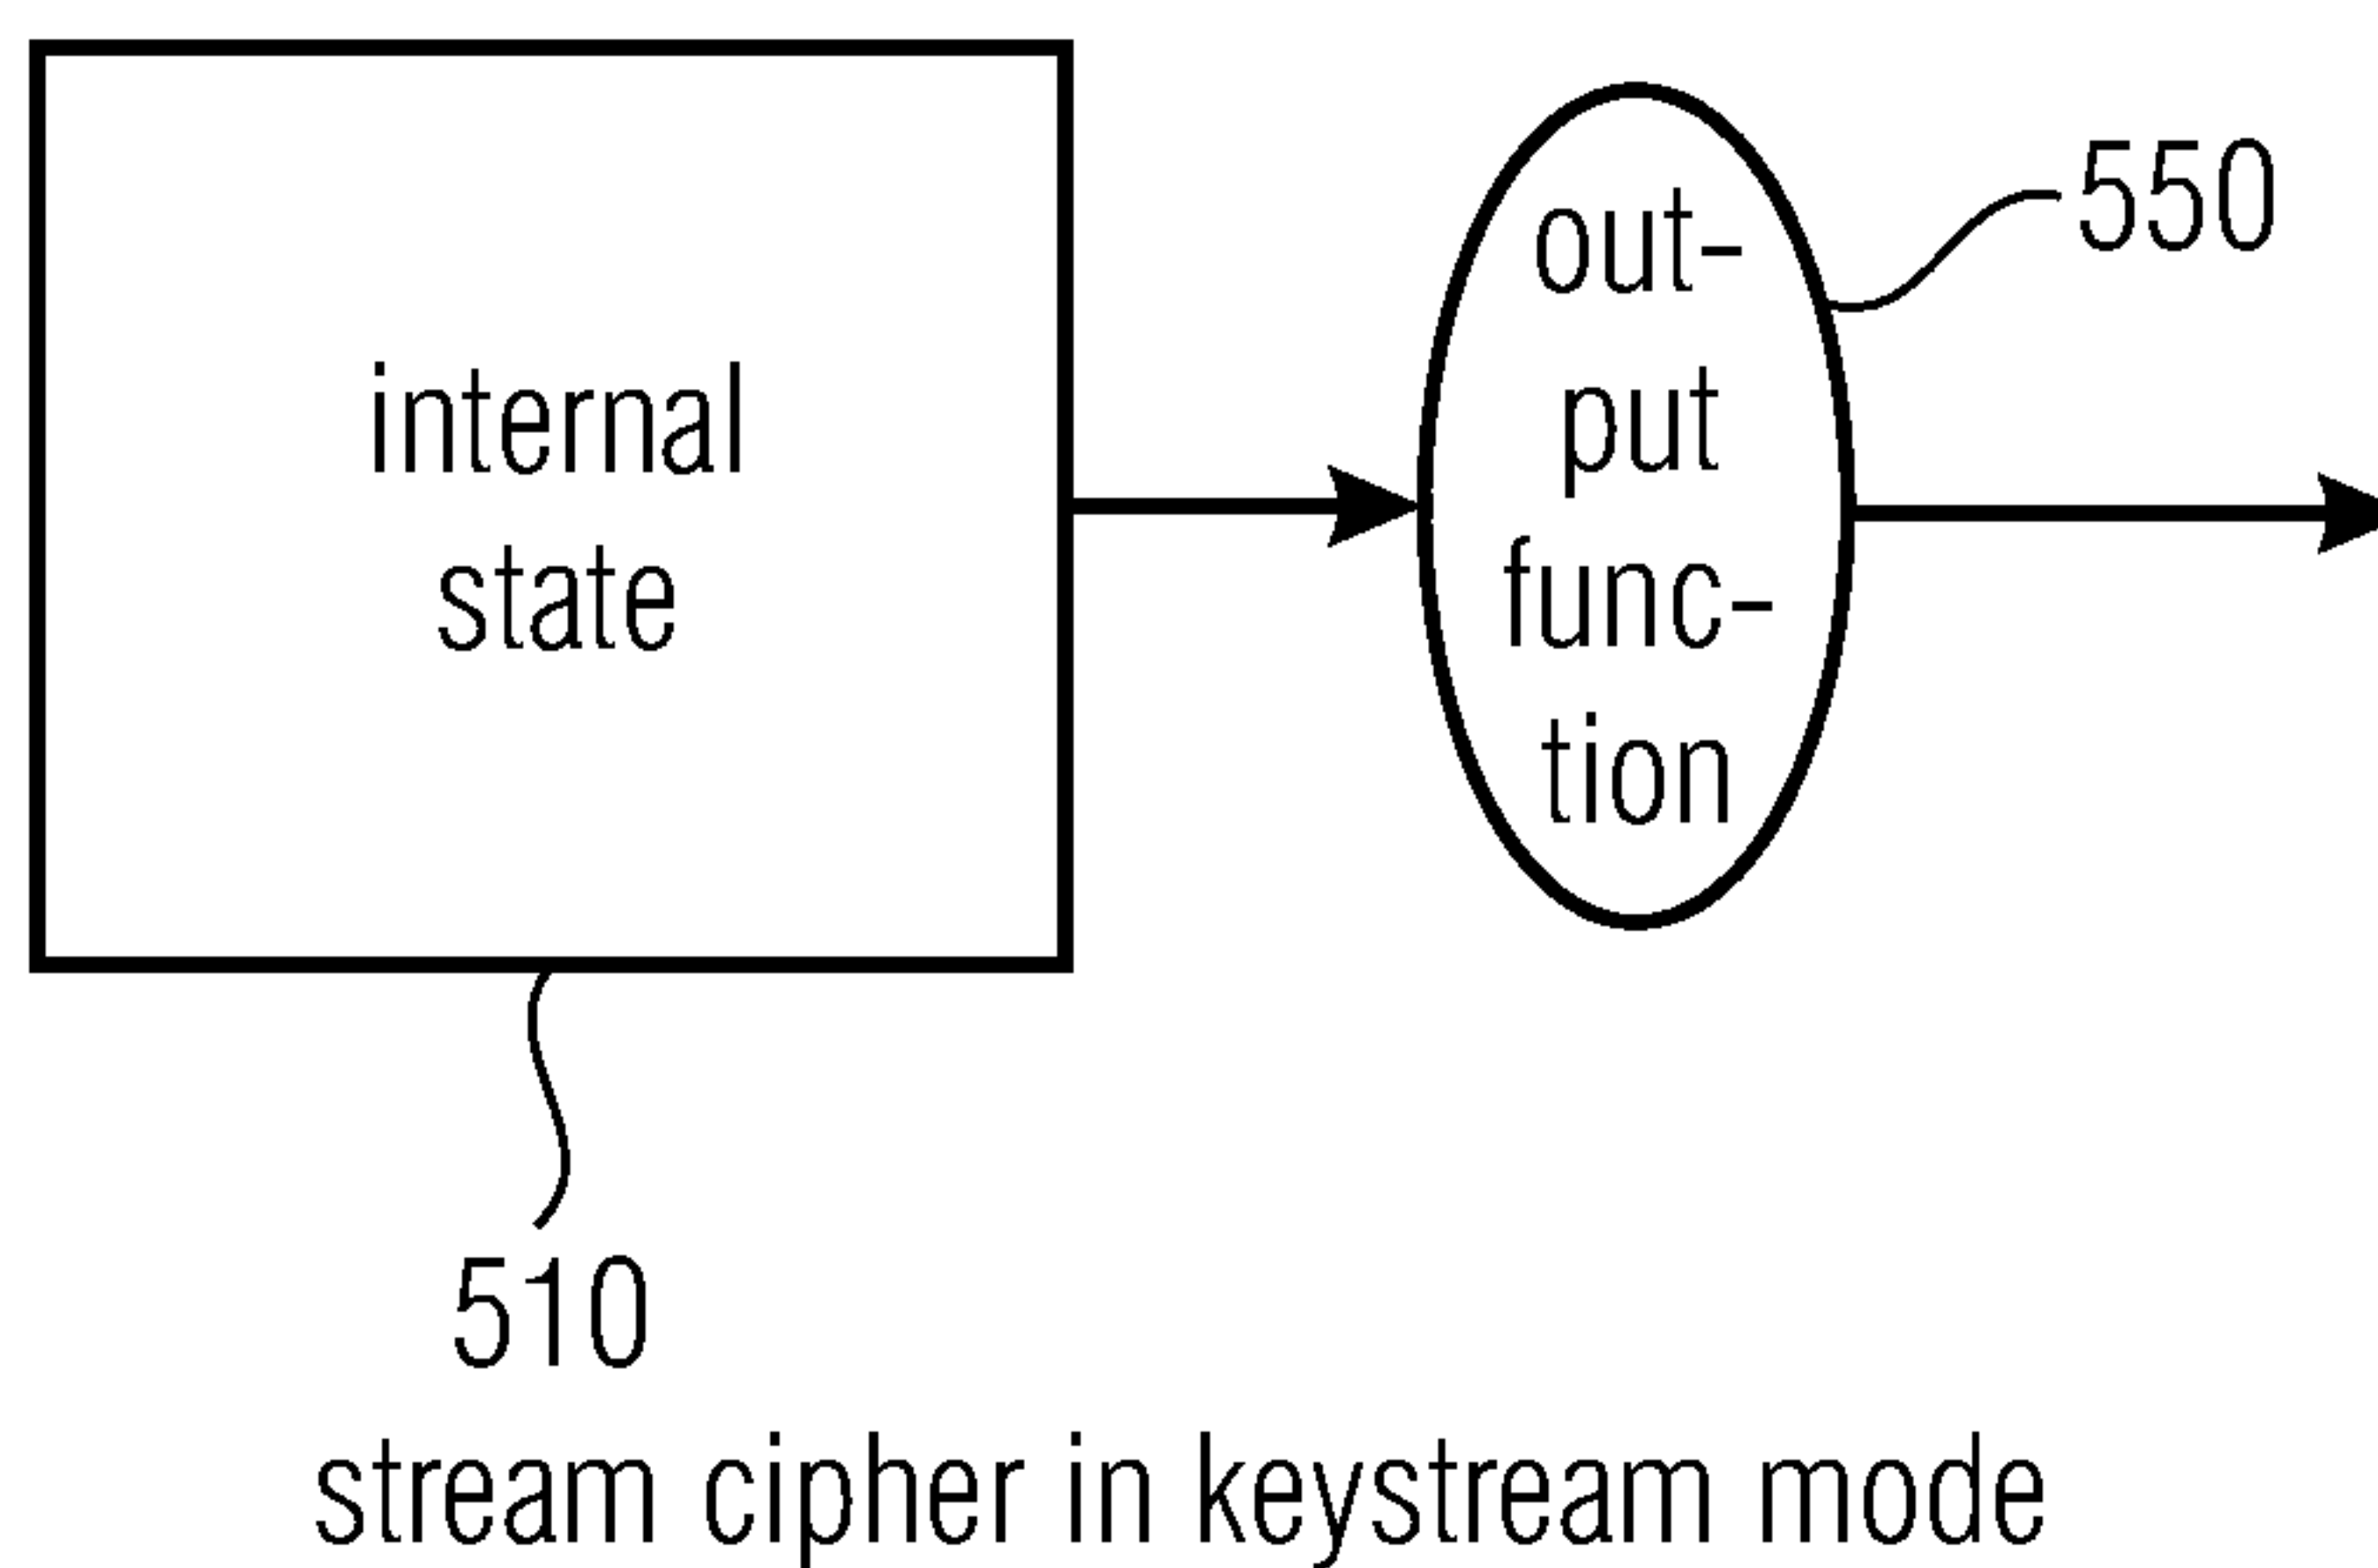 internal
state
out-
put
func-
tion
550
510
stream cipher in keystream mode